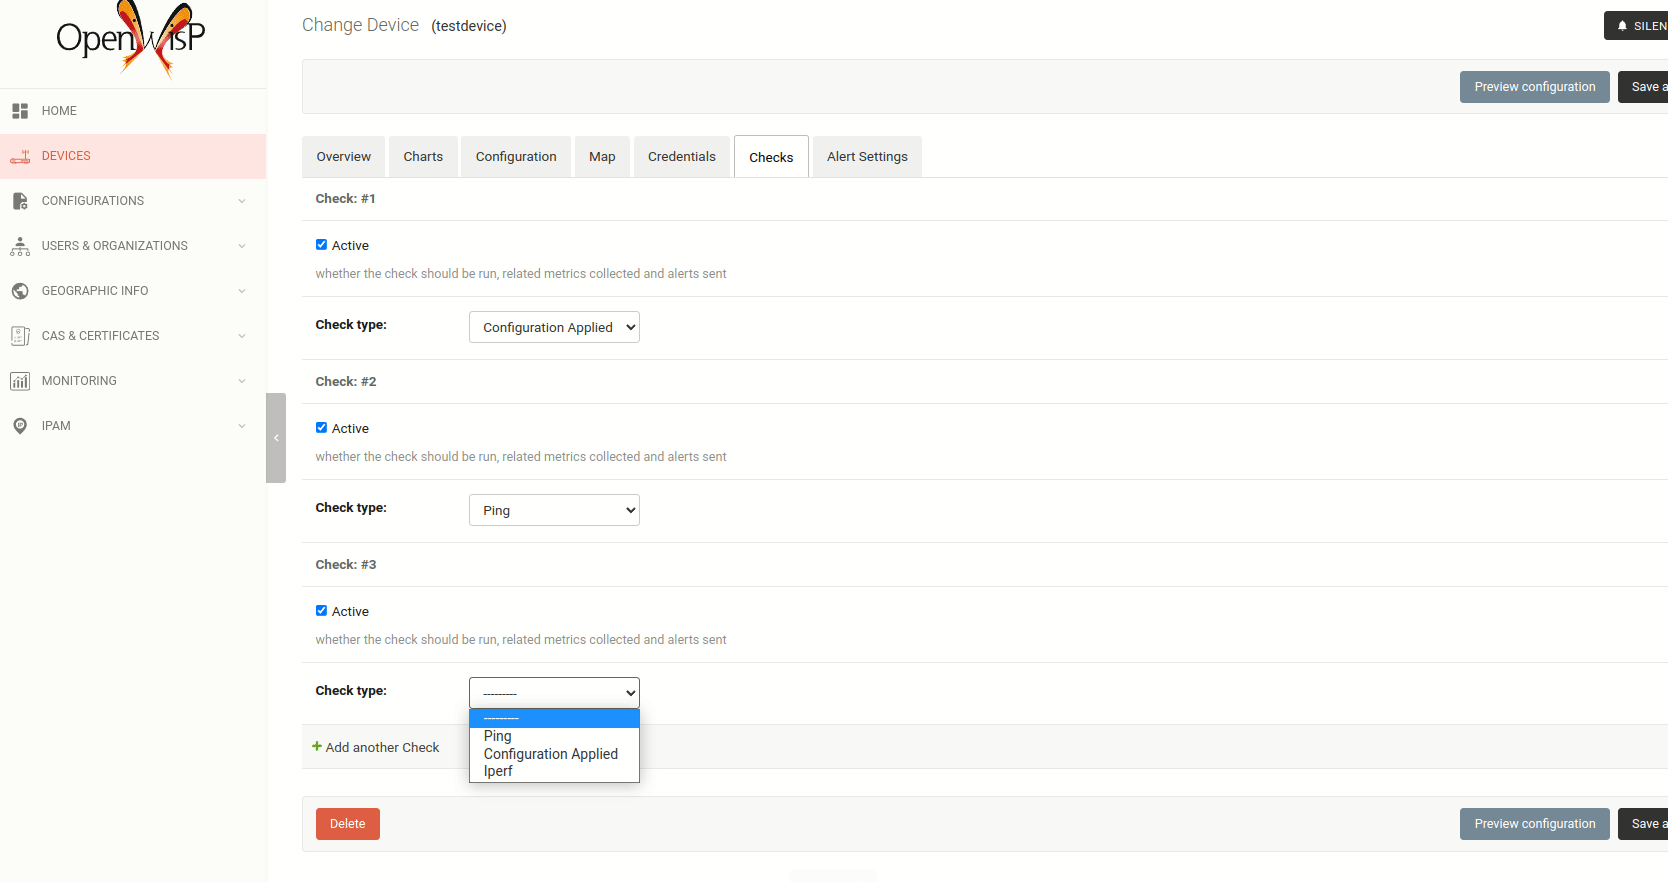 OpenWISP
HOME
DEVICES
CONFIGURATIONS
USERS & ORGANIZATIONS
GEOGRAPHIC INFO
CAS & CERTIFICATES
MONITORING
IPAM
Change Device (testdevice)
SILEN
Preview configuration
Save a
Overview
Charts
Configuration
Map
Credentials
Checks
Alert Settings
Check: #1
Active
whether the check should be run, related metrics collected and alerts sent
Check type: Configuration Applied
Check: #2
Active
whether the check should be run, related metrics collected and alerts sent
Check type: Ping
Check: #3
Active
whether the check should be run, related metrics collected and alerts sent
Check type: ---------
---------
Ping
Configuration Applied
Iperf
Add another Check
Delete
Preview configuration
Save a